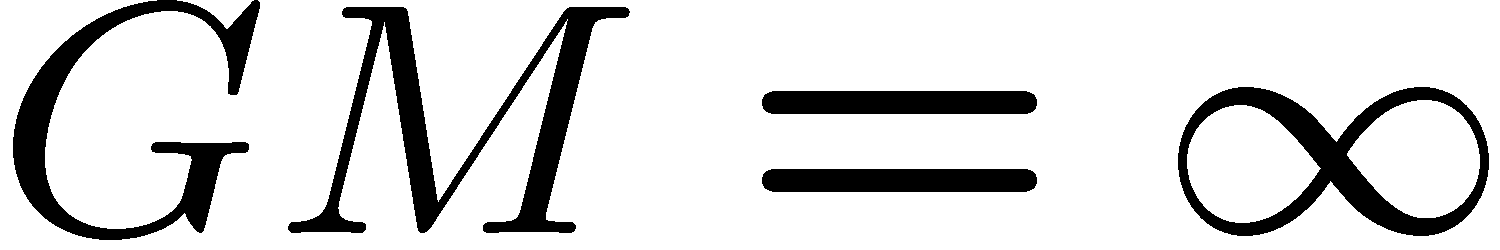 GM = ∞